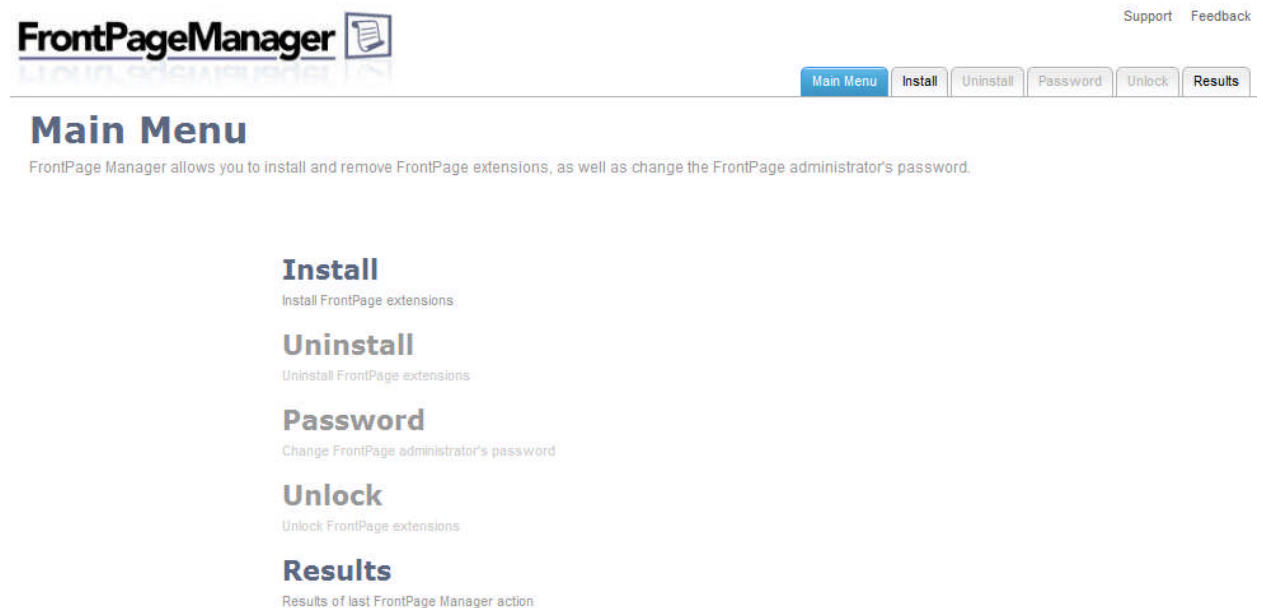 Support Feedback
FrontPageManager
Main Menu Install Uninstall Password Unlock Results
Main Menu
FrontPage Manager allows you to install and remove FrontPage extensions, as well as change the FrontPage administrator's password.
Install
Install FrontPage extensions
Uninstall
Uninstall FrontPage extensions
Password
Change FrontPage administrator's password
Unlock
Unlock FrontPage extensions
Results
Results of last FrontPage Manager action